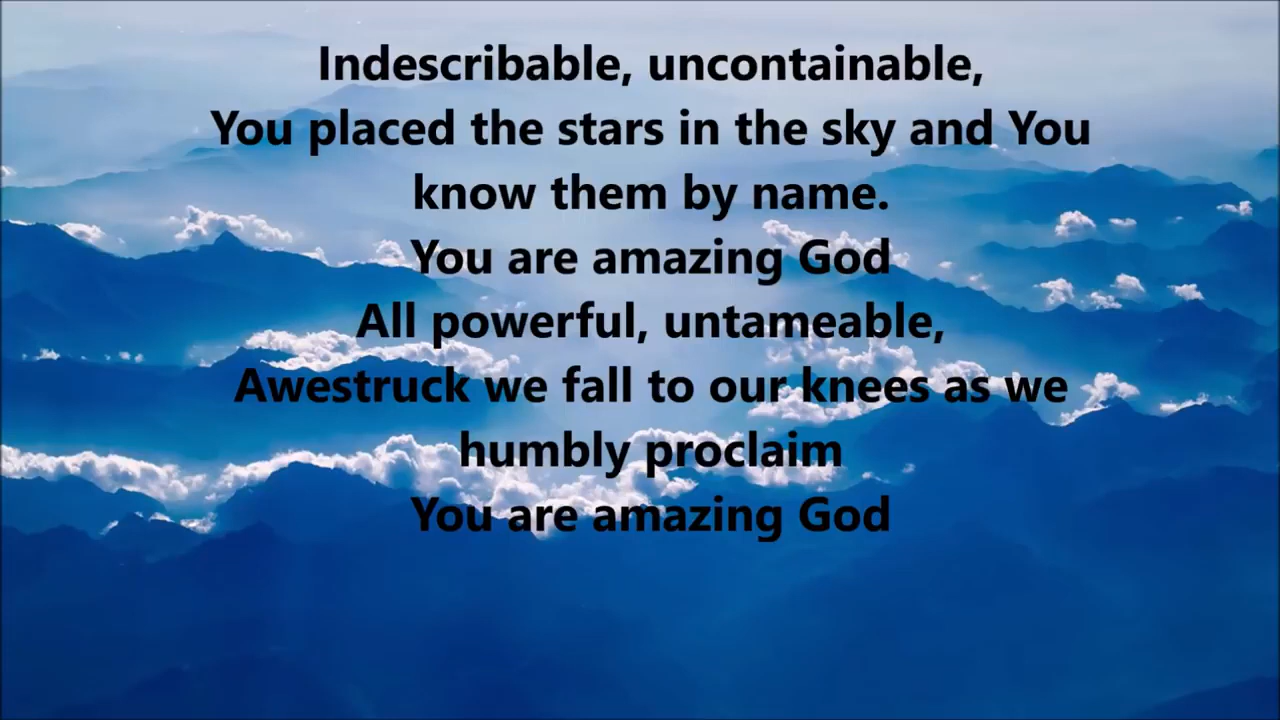 Indescribable, uncontainable,
You placed the stars in the sky and You
know them by name.
You are amazing God
All powerful, untameable,
Awestruck we fall to our knees as we
humbly proclaim
You are amazing God